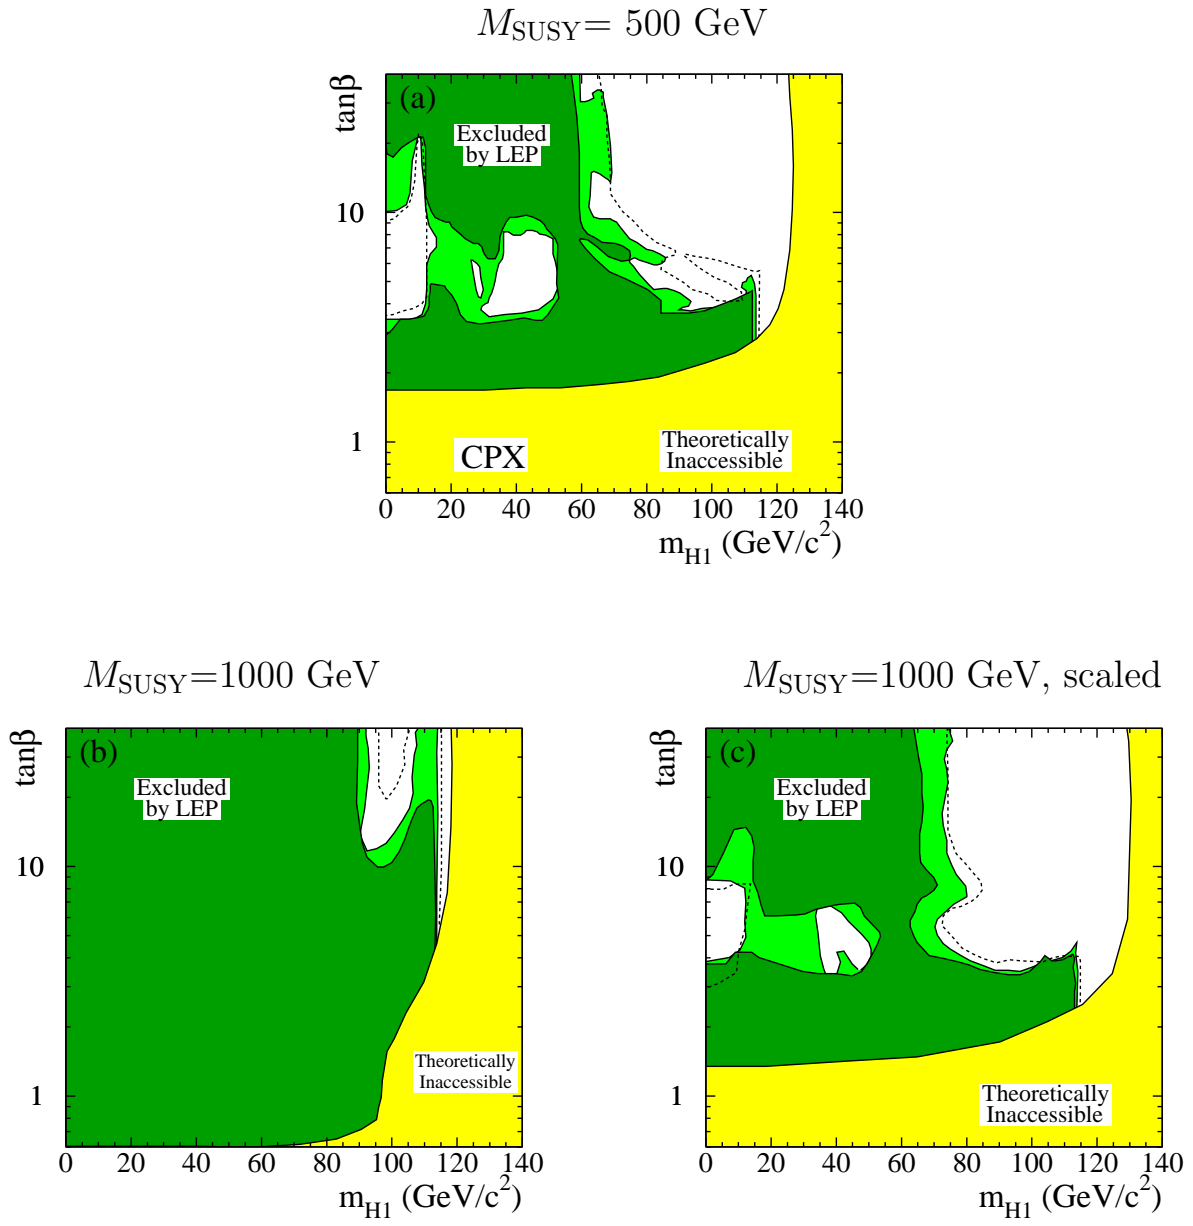 M_SUSY= 500 GeV
tanβ
(a)
Excluded
by LEP
10
1
CPX
Theoretically
Inaccessible
0 20 40 60 80 100 120 140
m_H1 (GeV/c²)
M_SUSY=1000 GeV
tanβ
(b)
Excluded
by LEP
10
1
Theoretically
Inaccessible
0 20 40 60 80 100 120 140
m_H1 (GeV/c²)
M_SUSY=1000 GeV, scaled
tanβ
(c)
Excluded
by LEP
10
1
Theoretically
Inaccessible
0 20 40 60 80 100 120 140
m_H1 (GeV/c²)